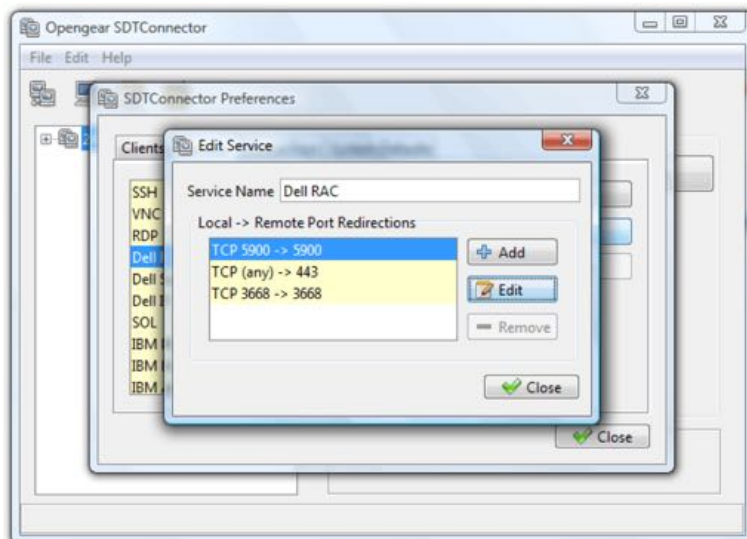 Opengear SDTConnector
File Edit Help
SDTConnector Preferences
Clients
Edit Service
SSH
VNC
RDP
Dell
Dell
Dell
SOL
IBM
IBM
IBM
Service Name Dell RAC
Local -> Remote Port Redirections
TCP 5900 -> 5900
TCP (any) -> 443
TCP 3668 -> 3668
Add
Edit
Remove
Close
Close